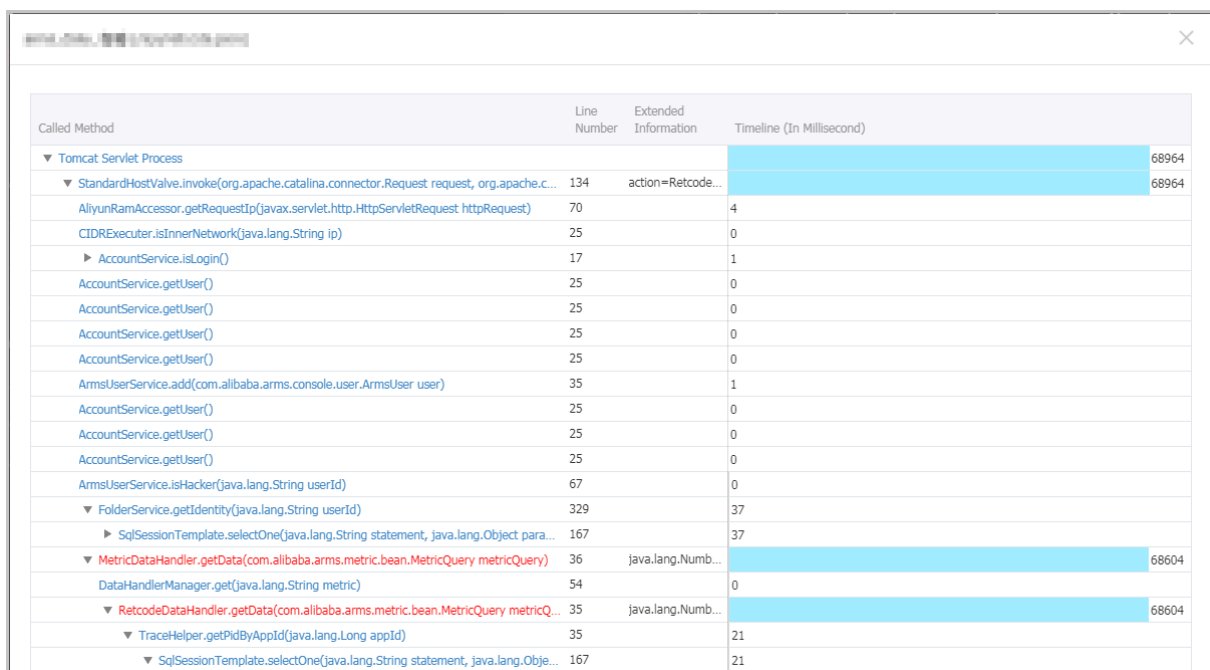 Called Method Line Number Extended Information Timeline (In Millisecond)
▼ Tomcat Servlet Process 68964
▼ StandardHostValve.invoke(org.apache.catalina.connector.Request request, org.apache.c... 134 action=Retcode... 68964
AliyunRamAccessor.getRequestIp(javax.servlet.http.HttpServletRequest httpRequest) 70 4
CIDRExecuter.isInnerNetwork(java.lang.String ip) 25 0
▶ AccountService.isLogin() 17 1
AccountService.getUser() 25 0
AccountService.getUser() 25 0
AccountService.getUser() 25 0
AccountService.getUser() 25 0
ArmsUserService.add(com.alibaba.arms.console.user.ArmsUser user) 35 1
AccountService.getUser() 25 0
AccountService.getUser() 25 0
AccountService.getUser() 25 0
ArmsUserService.isHacker(java.lang.String userId) 67 0
▼ FolderService.getIdentity(java.lang.String userId) 329 37
▶ SqlSessionTemplate.selectOne(java.lang.String statement, java.lang.Object para... 167 37
▼ MetricDataHandler.getData(com.alibaba.arms.metric.bean.MetricQuery metricQuery) 36 java.lang.Numb... 68604
DataHandlerManager.get(java.lang.String metric) 54 0
▼ RetcodeDataHandler.getData(com.alibaba.arms.metric.bean.MetricQuery metricQ... 35 java.lang.Numb... 68604
▼ TraceHelper.getPidByAppId(java.lang.Long appId) 35 21
▼ SqlSessionTemplate.selectOne(java.lang.String statement, java.lang.Obje... 167 21